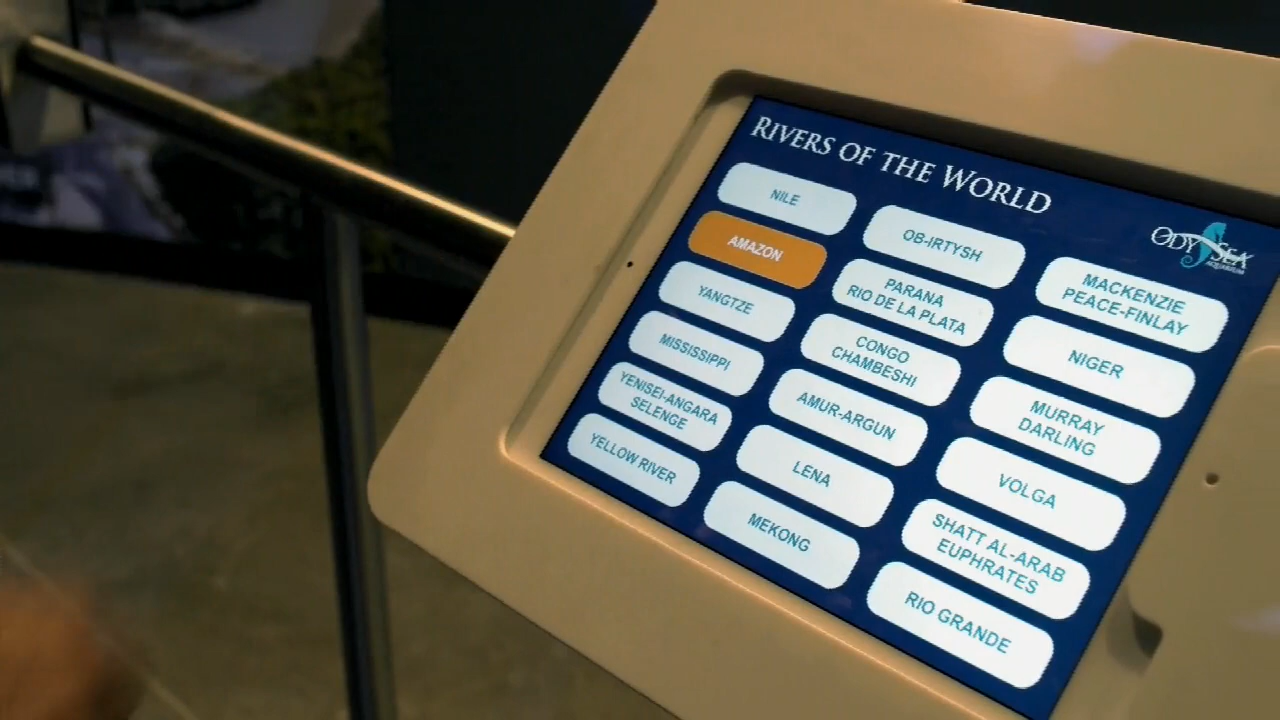 RIVERS OF THE WORLD
ODYSEA
AQUARIUM
NILE
AMAZON
YANGTZE
MISSISSIPPI
YENISEI-ANGARA
SELENGE
YELLOW RIVER
OB-IRTYSH
PARANA
RIO DE LA PLATA
CONGO
CHAMBESHI
AMUR-ARGUN
LENA
MEKONG
MACKENZIE
PEACE-FINLAY
NIGER
MURRAY
DARLING
VOLGA
SHATT AL-ARAB
EUPHRATES
RIO GRANDE